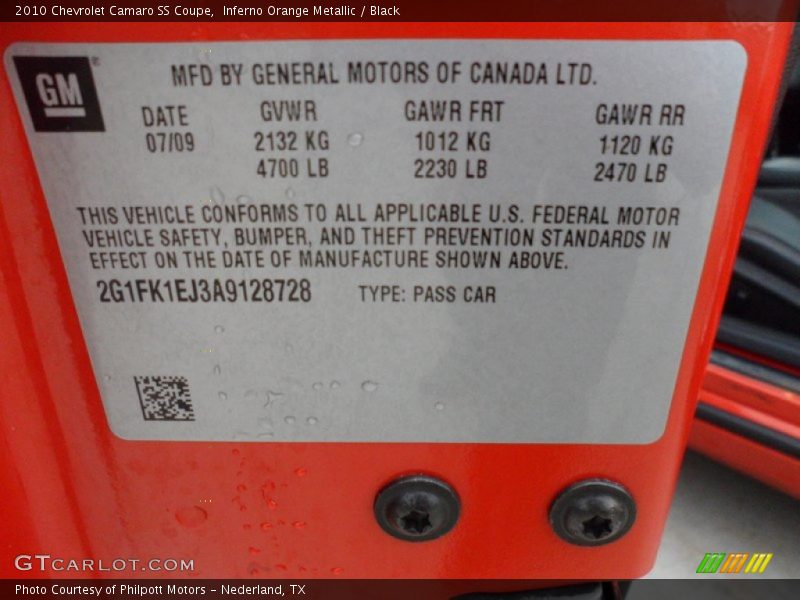 2010 Chevrolet Camaro SS Coupe,  Inferno Orange Metallic / Black
GM
MFD BY GENERAL MOTORS OF CANADA LTD.
DATE GVWR GAWR FRT GAWR RR
07/09 2132 KG 1012 KG 1120 KG
4700 LB 2230 LB 2470 LB
THIS VEHICLE CONFORMS TO ALL APPLICABLE U.S. FEDERAL MOTOR
VEHICLE SAFETY, BUMPER, AND THEFT PREVENTION STANDARDS IN
EFFECT ON THE DATE OF MANUFACTURE SHOWN ABOVE.
2G1FK1EJ3A9128728 TYPE: PASS CAR
GTCARLOT.COM
Photo Courtesy of Philpott Motors – Nederland, TX